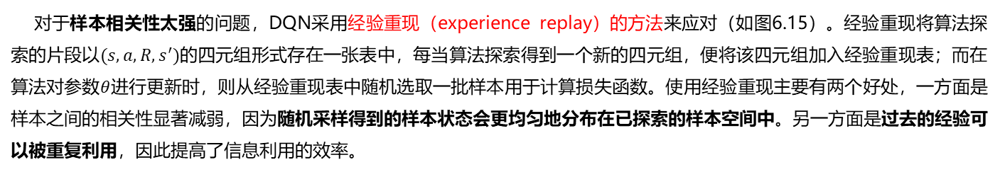 对于样本相关性太强的问题，DQN采用经验重现（experience replay）的方法来应对（如图6.15）。经验重现将算法探
索的片段以(s, a, R, s′)的四元组形式存在一张表中，每当算法探索得到一个新的四元组，便将该四元组加入经验重现表；而在
算法对参数θ进行更新时，则从经验重现表中随机选取一批样本用于计算损失函数。使用经验重现主要有两个好处，一方面是
样本之间的相关性显著减弱，因为随机采样得到的样本状态会更均匀地分布在已探索的样本空间中。另一方面是过去的经验可
以被重复利用，因此提高了信息利用的效率。